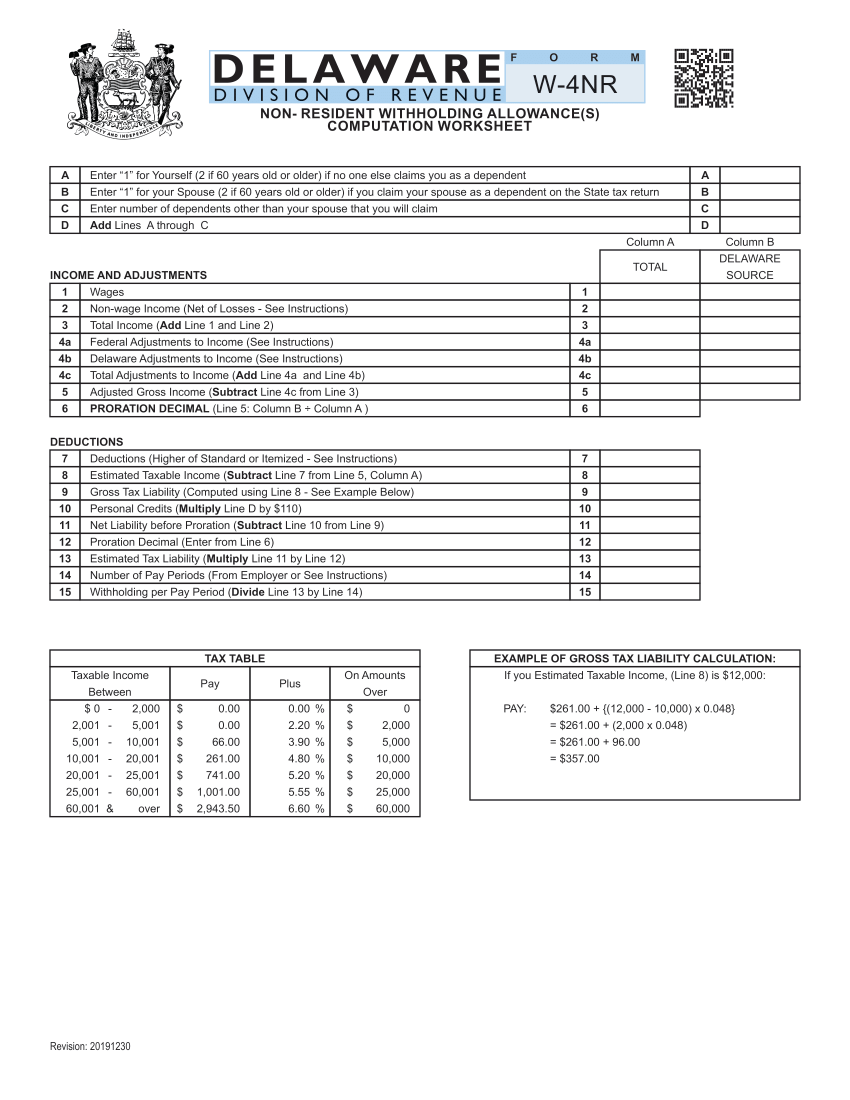 LIBERTY AND INDEPENDENCE
DELAWARE
DIVISION OF REVENUE
F O R M
W-4NR
NON- RESIDENT WITHHOLDING ALLOWANCE(S)
COMPUTATION WORKSHEET
A Enter “1” for Yourself (2 if 60 years old or older) if no one else claims you as a dependent A
B Enter “1” for your Spouse (2 if 60 years old or older) if you claim your spouse as a dependent on the State tax return B
C Enter number of dependents other than your spouse that you will claim C
D Add Lines A through C D
Column A Column B
INCOME AND ADJUSTMENTS TOTAL DELAWARE SOURCE
1 Wages 1
2 Non-wage Income (Net of Losses - See Instructions) 2
3 Total Income (Add Line 1 and Line 2) 3
4a Federal Adjustments to Income (See Instructions) 4a
4b Delaware Adjustments to Income (See Instructions) 4b
4c Total Adjustments to Income (Add Line 4a and Line 4b) 4c
5 Adjusted Gross Income (Subtract Line 4c from Line 3) 5
6 PRORATION DECIMAL (Line 5: Column B ÷ Column A ) 6
DEDUCTIONS
7 Deductions (Higher of Standard or Itemized - See Instructions) 7
8 Estimated Taxable Income (Subtract Line 7 from Line 5, Column A) 8
9 Gross Tax Liability (Computed using Line 8 - See Example Below) 9
10 Personal Credits (Multiply Line D by $110) 10
11 Net Liability before Proration (Subtract Line 10 from Line 9) 11
12 Proration Decimal (Enter from Line 6) 12
13 Estimated Tax Liability (Multiply Line 11 by Line 12) 13
14 Number of Pay Periods (From Employer or See Instructions) 14
15 Withholding per Pay Period (Divide Line 13 by Line 14) 15
TAX TABLE
Taxable Income Between Pay Plus On Amounts Over
$ 0 - 2,000 $ 0.00 0.00 % $ 0
2,001 - 5,001 $ 0.00 2.20 % $ 2,000
5,001 - 10,001 $ 66.00 3.90 % $ 5,000
10,001 - 20,001 $ 261.00 4.80 % $ 10,000
20,001 - 25,001 $ 741.00 5.20 % $ 20,000
25,001 - 60,001 $ 1,001.00 5.55 % $ 25,000
60,001 & over $ 2,943.50 6.60 % $ 60,000
EXAMPLE OF GROSS TAX LIABILITY CALCULATION:
If you Estimated Taxable Income, (Line 8) is $12,000:
PAY: $261.00 + {(12,000 - 10,000) x 0.048}
= $261.00 + (2,000 x 0.048)
= $261.00 + 96.00
= $357.00
Revision: 20191230